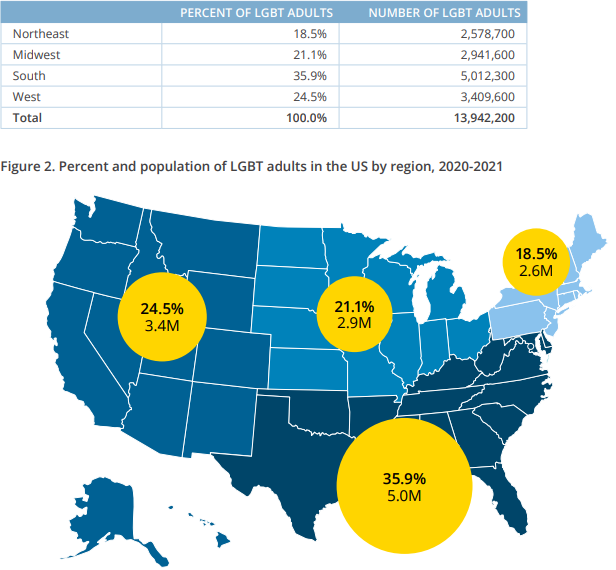 PERCENT OF LGBT ADULTS NUMBER OF LGBT ADULTS
Northeast 18.5% 2,578,700
Midwest 21.1% 2,941,600
South 35.9% 5,012,300
West 24.5% 3,409,600
Total 100.0% 13,942,200
Figure 2. Percent and population of LGBT adults in the US by region, 2020-2021
18.5%
2.6M
24.5%
3.4M
21.1%
2.9M
35.9%
5.0M